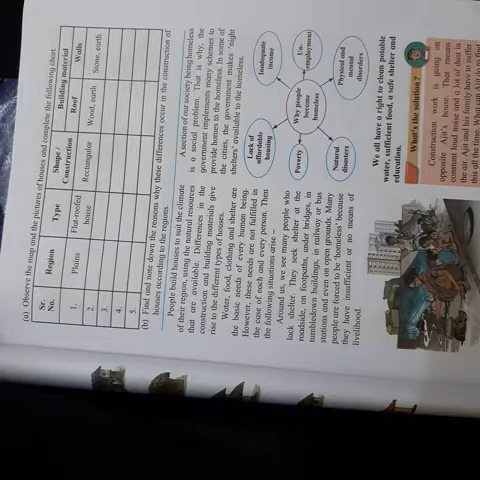 (a) Observe the map and the pictures of houses and complete the following chart.
Sr. No. Region Type Shape / Construction Building material
Roof Walls
1. Plains Flat-roofed house Rectangular Wood, earth Stone, earth
2.
3.
4.
5.
(b) Find and note down the reasons why these differences occur in the construction of
houses according to the regions.
People build houses to suit the climate
of their region, using the natural resources
that are available. Differences in the
construction and building materials give
rise to the different types of houses.
Water, food, clothing and shelter are
the basic needs of every human being.
However, these needs are not fulfilled in
the case of each and every person. Then
the following situations arise –
Around us, we see many people who
lack shelter. They seek shelter at the
roadside, on footpaths, under bridges, in
tumbledown buildings, in railway or bus
stations and even on open grounds. Many
people are forced to be 'homeless' because
they have insufficient or no means of
livelihood.
A section of our society being homeless
is a social problem. That is why, the
government implements many schemes to
provide homes to the homeless. In some of
the cities, the government makes 'night
shelters' available to the homeless.
Why people become homeless
Inadequate income
Un-employment
Physical and mental disorders
Natural disasters
Poverty
Lack of affordable housing
We all have a right to clean potable
water, sufficient food, a safe shelter and
education.
What's the solution ?
Construction work is going on
opposite Ajit's house. That means
constant loud noise and a lot of dust in
the air. Ajit and his family have to suffer
this all the time. What can Ajit do to find